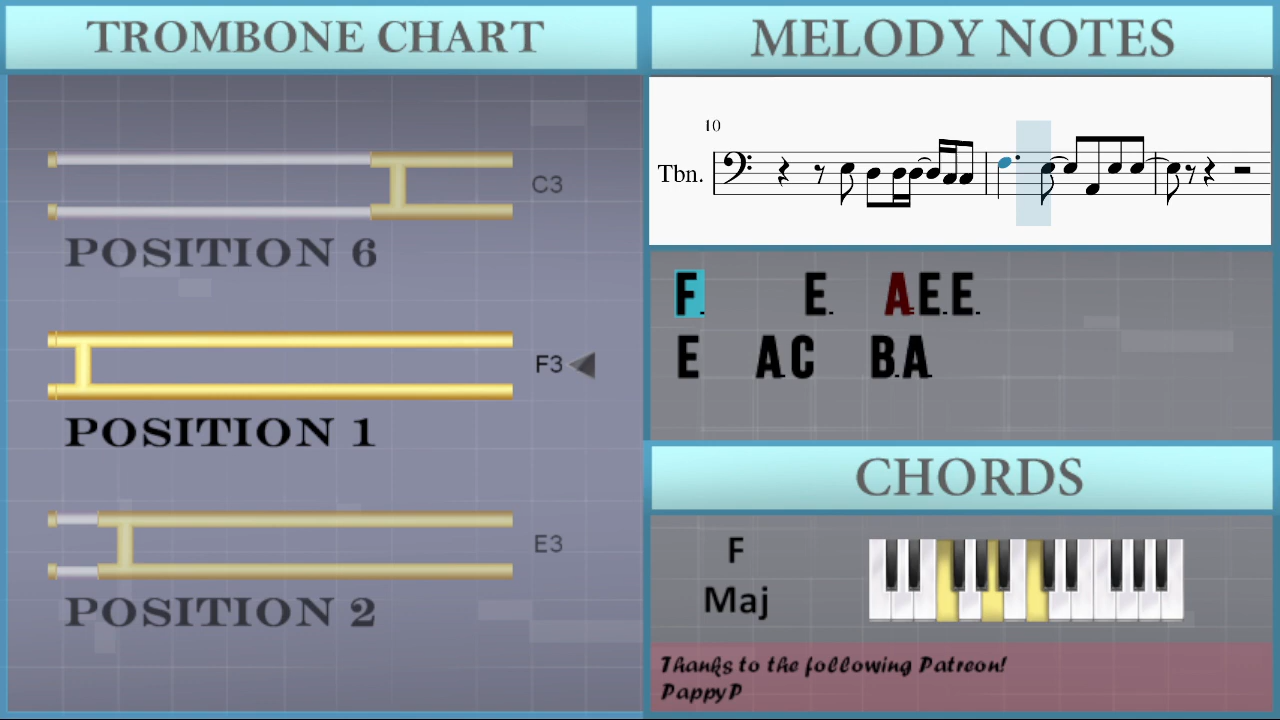 TROMBONE CHART
C3
POSITION 6
F3
POSITION 1
E3
POSITION 2
MELODY NOTES
10
Tbn.
F. E. A.E.E.
E A.C B.A.
CHORDS
F
Maj
Thanks to the following Patreon!
PappyP